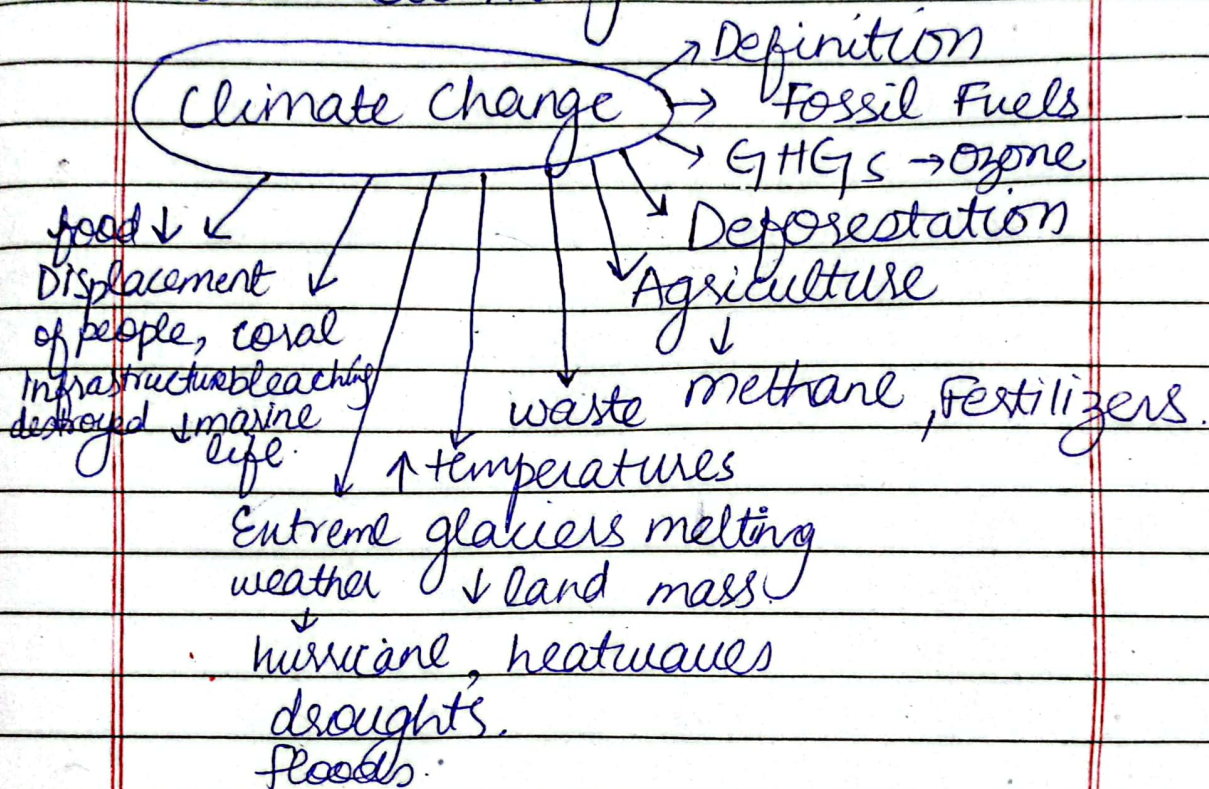 Climate Change
→ Definition
→ Fossil Fuels
→ GHGs → Ozone
Deforestation
Agriculture
↓
methane, Fertilizers.
waste
↑ temperatures
glaciers melting
↓ land mass.
Extreme
weather
↓
hurricane, heatwaves
droughts.
floods.
coral
bleaching
↓ marine
life.
food ↓
Displacement
of people,
infrastructure
destroyed